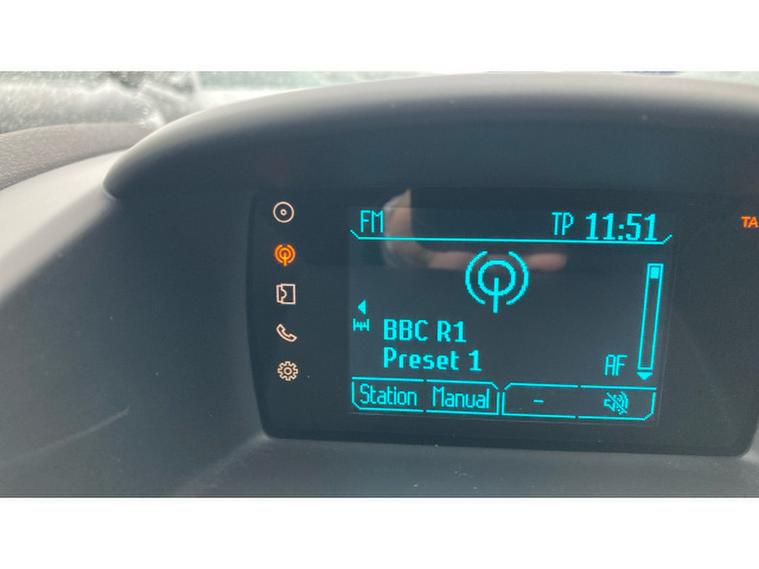 FM TP 11:51 TA
BBC R1
Preset 1 AF
Station Manual -